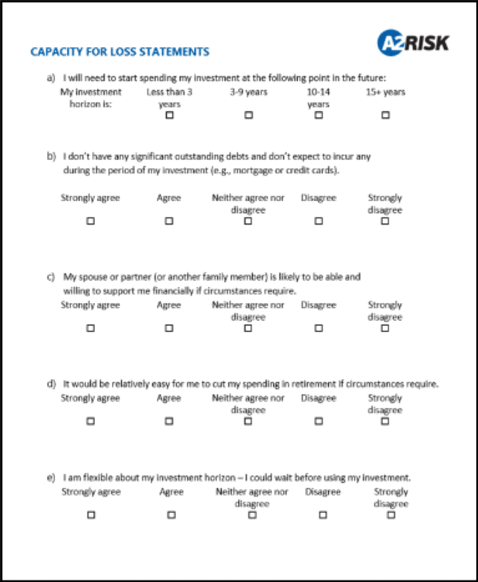 A2RISK
CAPACITY FOR LOSS STATEMENTS
a) I will need to start spending my investment at the following point in the future:
My investment Less than 3 3-9 years 10-14 15+ years
horizon is: years years
b) I don't have any significant outstanding debts and don't expect to incur any
during the period of my investment (e.g., mortgage or credit cards).
Strongly agree Agree Neither agree nor Disagree Strongly
disagree disagree
c) My spouse or partner (or another family member) is likely to be able and
willing to support me financially if circumstances require.
Strongly agree Agree Neither agree nor Disagree Strongly
disagree disagree
d) It would be relatively easy for me to cut my spending in retirement if circumstances require.
Strongly agree Agree Neither agree nor Disagree Strongly
disagree disagree
e) I am flexible about my investment horizon – I could wait before using my investment.
Strongly agree Agree Neither agree nor Disagree Strongly
disagree disagree